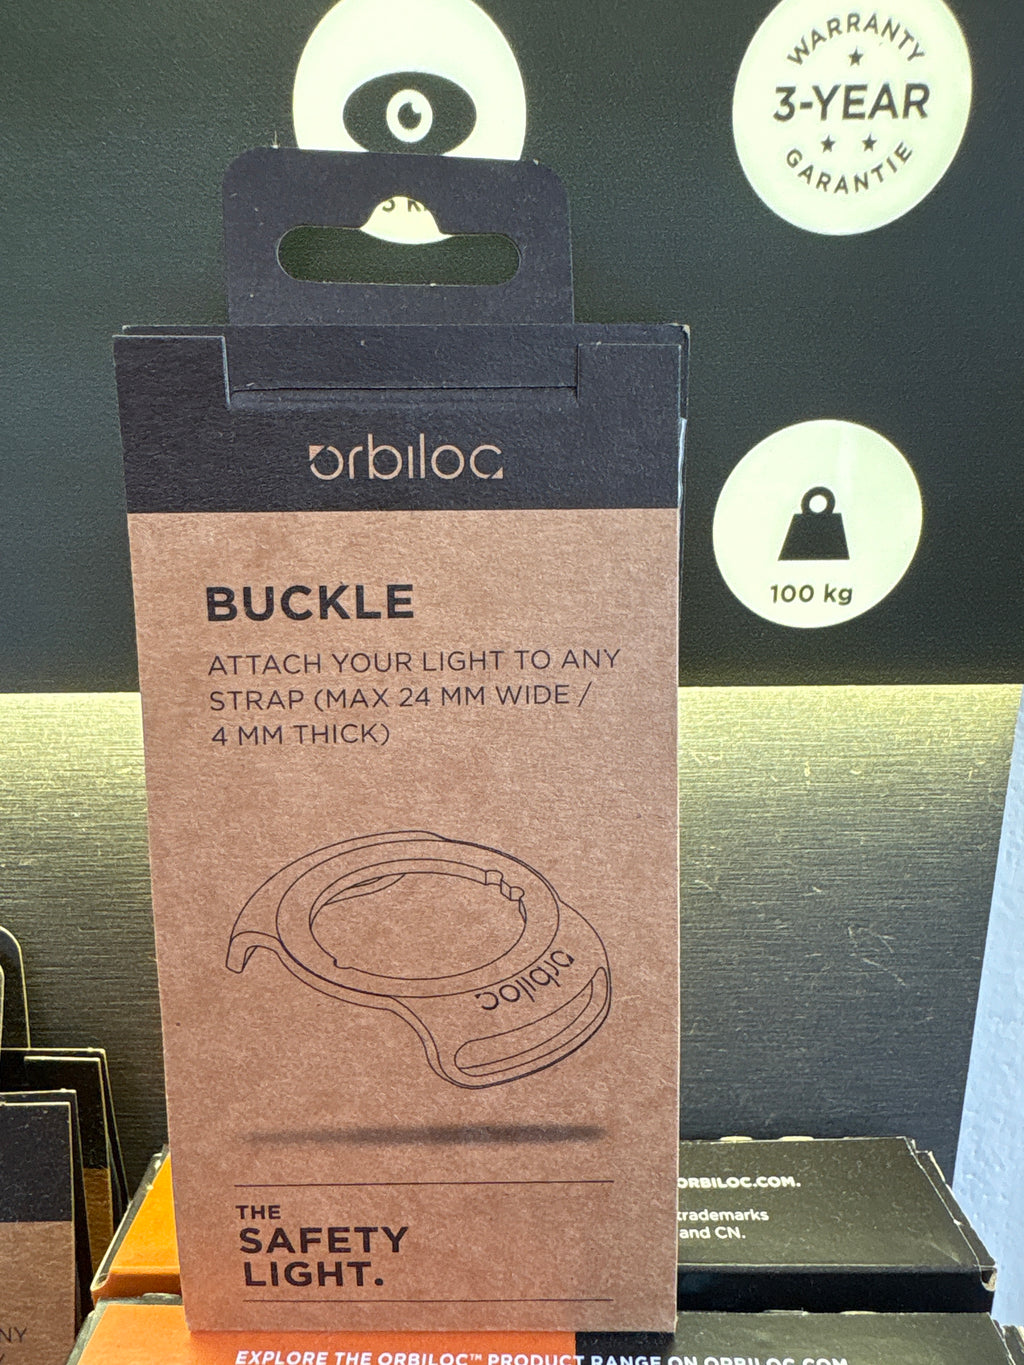 WARRANTY
3-YEAR
GARANTIE
orbiloc
100 kg
BUCKLE
ATTACH YOUR LIGHT TO ANY
STRAP (MAX 24 MM WIDE /
4 MM THICK)
orbiloc
THE
SAFETY
LIGHT.
ORBILOC.COM.
trademarks
and CN.
EXPLORE THE ORBILOC™ PRODUCT RANGE ON ORBILOC.COM